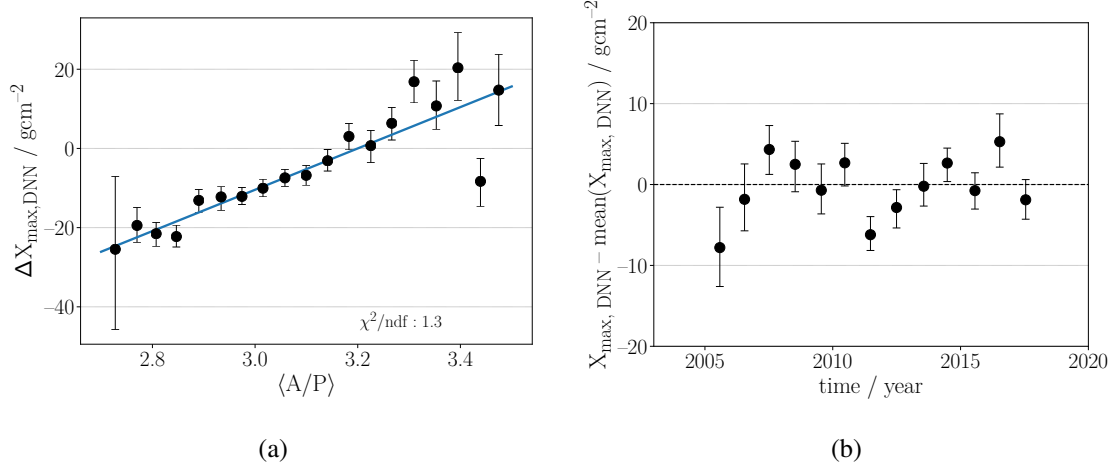 ΔX_max,DNN / gcm⁻²
20
0
−20
−40
χ²/ndf : 1.3
2.8 3.0 3.2 3.4
⟨A/P⟩
(a)
X_max, DNN − mean(X_max, DNN) / gcm⁻²
20
10
0
−10
−20
2005 2010 2015 2020
time / year
(b)